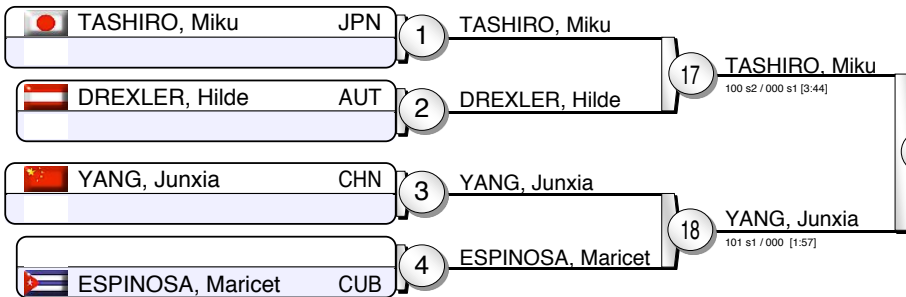 TASHIRO, Miku JPN
1
TASHIRO, Miku
DREXLER, Hilde AUT
2
DREXLER, Hilde
17
TASHIRO, Miku
100 s2 / 000 s1 [3:44]
YANG, Junxia CHN
3
YANG, Junxia
ESPINOSA, Maricet CUB
4
ESPINOSA, Maricet
18
YANG, Junxia
101 s1 / 000 [1:57]